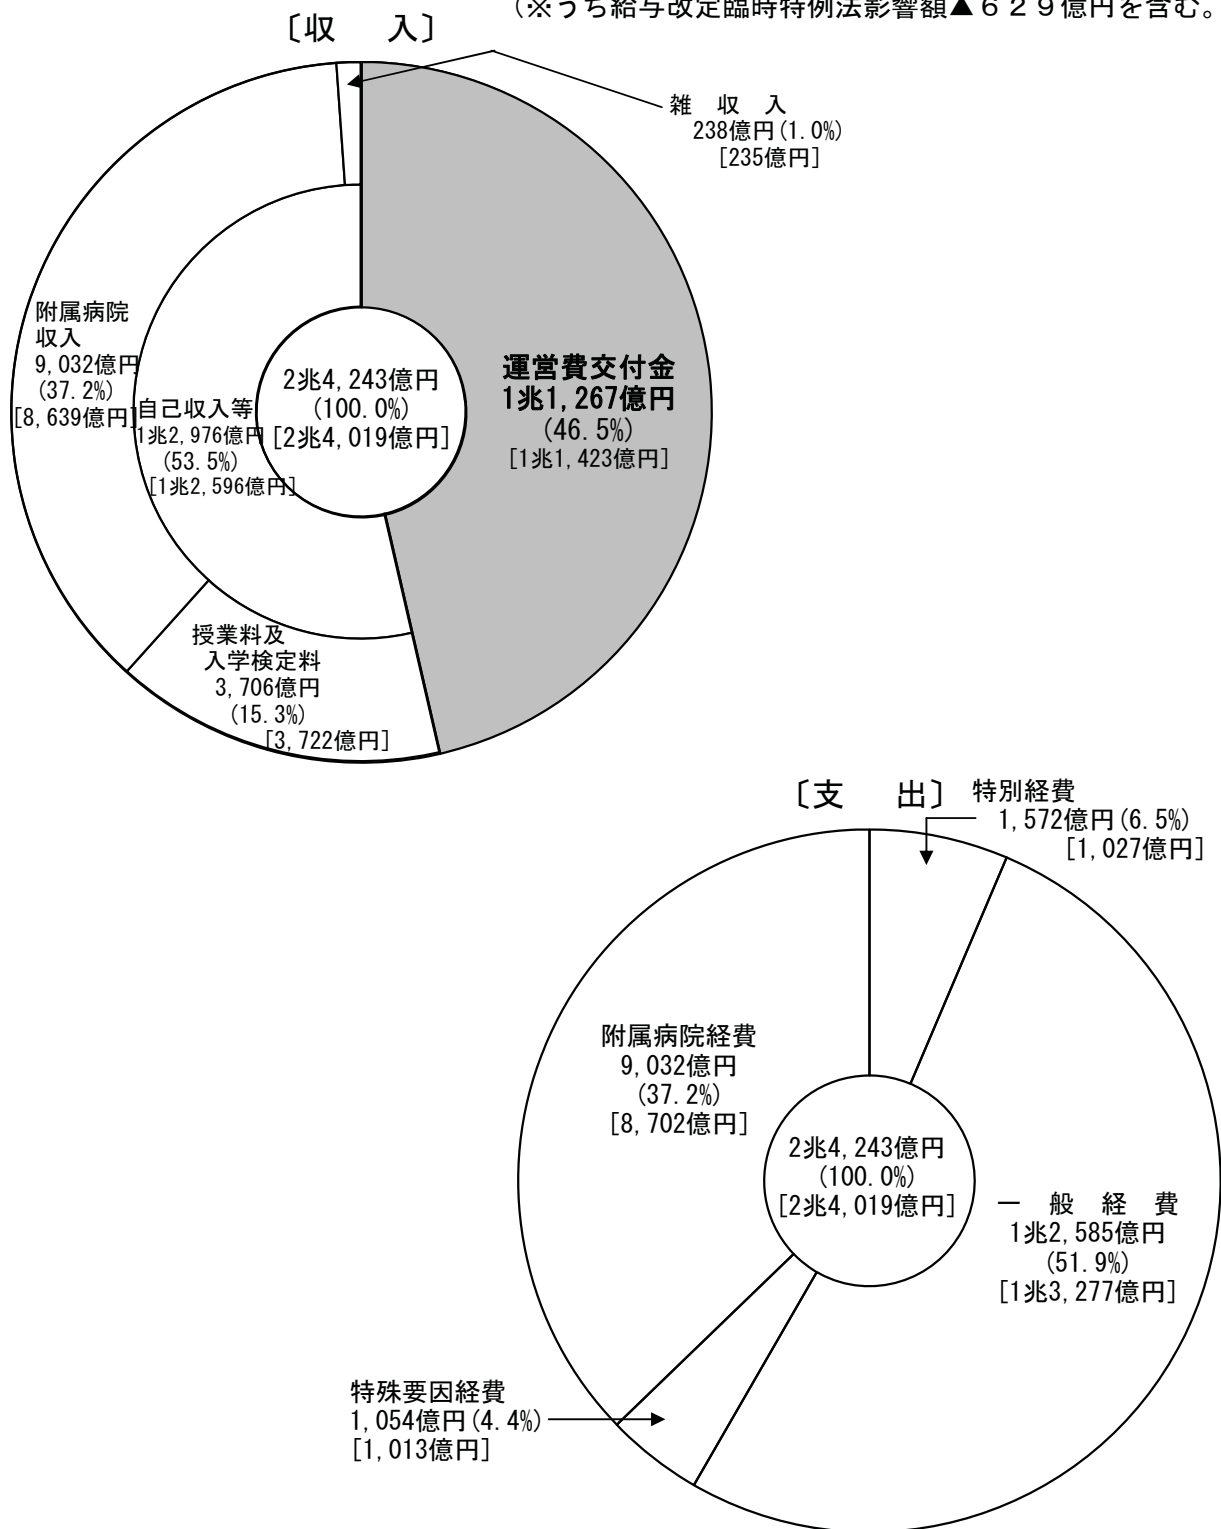 (※うち給与改定臨時特例法影響額▲629億円を含む。
〔収　入〕
雑　収　入
238億円(1.0%)
[235億円]
附属病院
収入
9,032億円
(37.2%)
[8,639億円]
自己収入等
1兆2,976億円
(53.5%)
[1兆2,596億円]
2兆4,243億円
(100.0%)
[2兆4,019億円]
運営費交付金
1兆1,267億円
(46.5%)
[1兆1,423億円]
授業料及
入学検定料
3,706億円
(15.3%)
[3,722億円]
〔支　出〕
特別経費
1,572億円(6.5%)
[1,027億円]
附属病院経費
9,032億円
(37.2%)
[8,702億円]
2兆4,243億円
(100.0%)
[2兆4,019億円]
一　般　経　費
1兆2,585億円
(51.9%)
[1兆3,277億円]
特殊要因経費
1,054億円(4.4%)
[1,013億円]